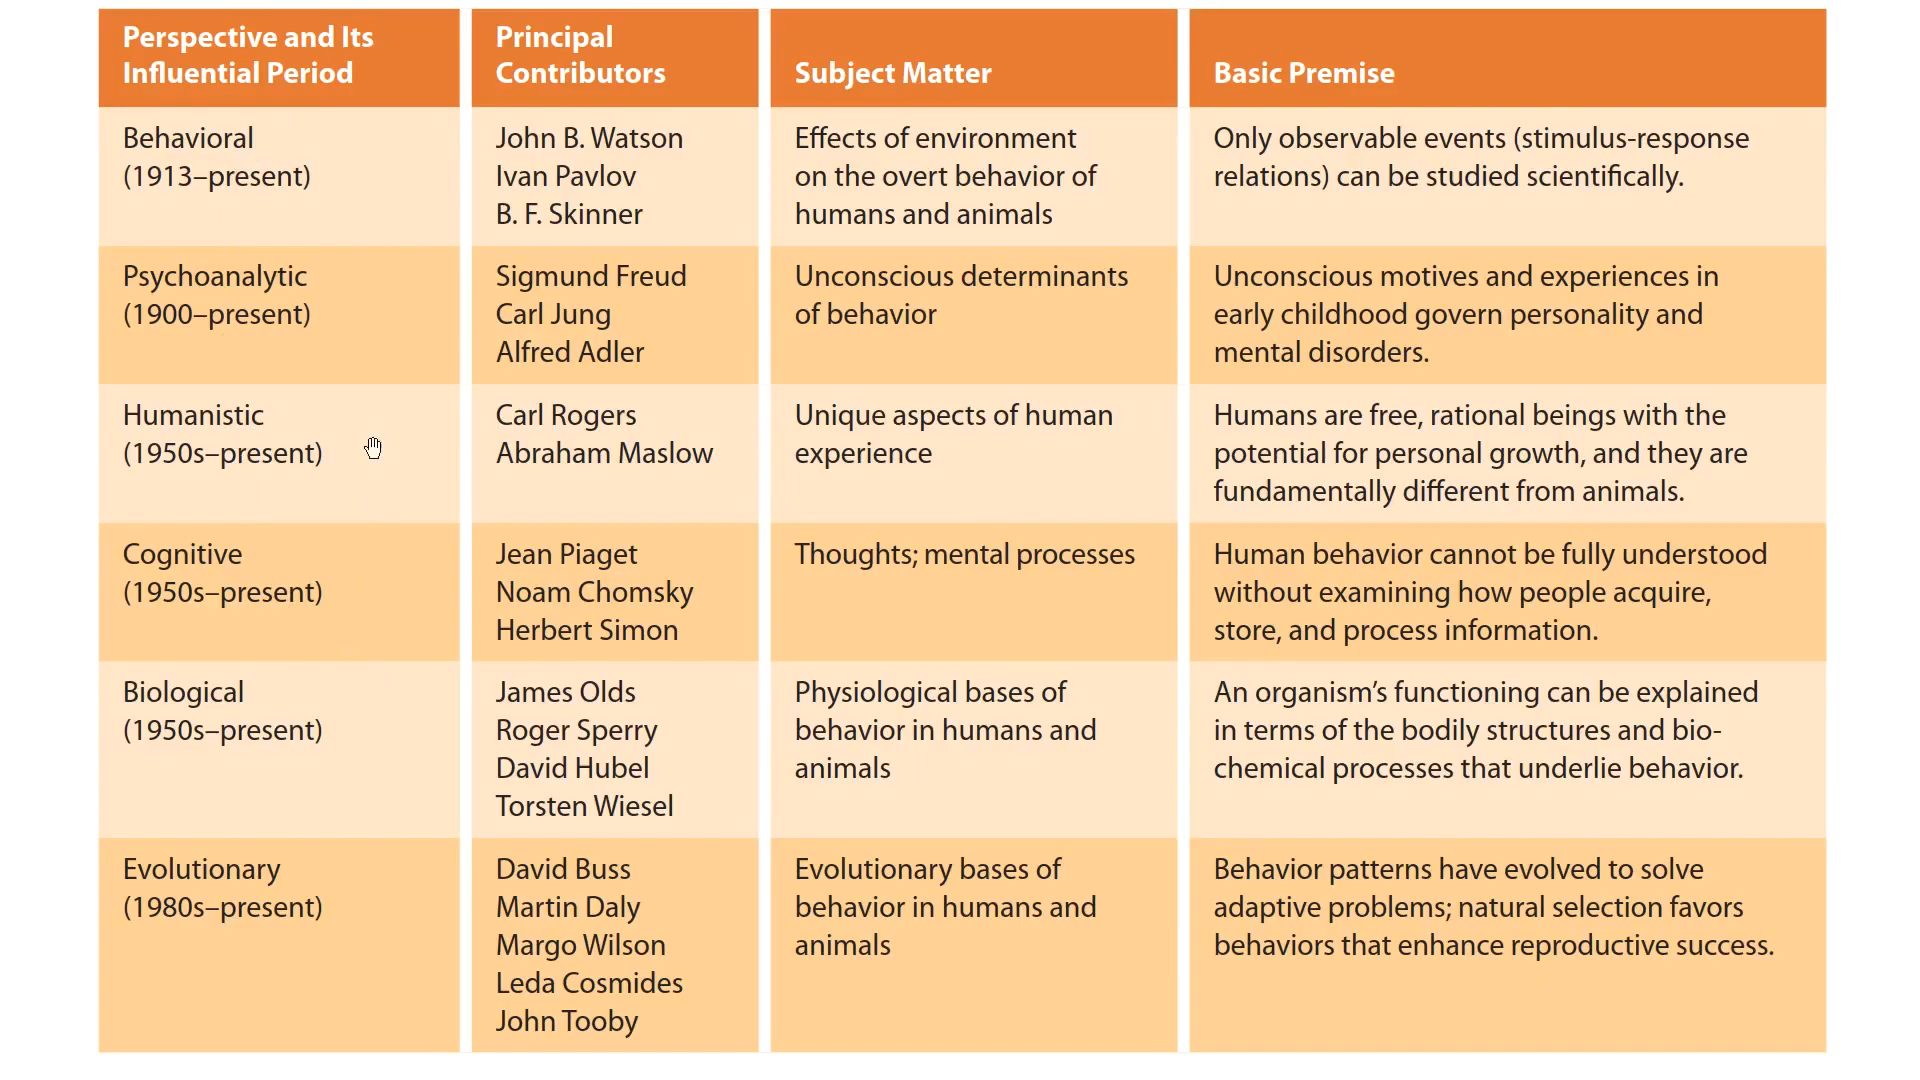 Perspective and Its
Influential Period
Principal
Contributors
Subject Matter
Basic Premise
Behavioral
(1913–present)
John B. Watson
Ivan Pavlov
B. F. Skinner
Effects of environment
on the overt behavior of
humans and animals
Only observable events (stimulus-response
relations) can be studied scientifically.
Psychoanalytic
(1900–present)
Sigmund Freud
Carl Jung
Alfred Adler
Unconscious determinants
of behavior
Unconscious motives and experiences in
early childhood govern personality and
mental disorders.
Humanistic
(1950s–present)
Carl Rogers
Abraham Maslow
Unique aspects of human
experience
Humans are free, rational beings with the
potential for personal growth, and they are
fundamentally different from animals.
Cognitive
(1950s–present)
Jean Piaget
Noam Chomsky
Herbert Simon
Thoughts; mental processes
Human behavior cannot be fully understood
without examining how people acquire,
store, and process information.
Biological
(1950s–present)
James Olds
Roger Sperry
David Hubel
Torsten Wiesel
Physiological bases of
behavior in humans and
animals
An organism’s functioning can be explained
in terms of the bodily structures and bio-
chemical processes that underlie behavior.
Evolutionary
(1980s–present)
David Buss
Martin Daly
Margo Wilson
Leda Cosmides
John Tooby
Evolutionary bases of
behavior in humans and
animals
Behavior patterns have evolved to solve
adaptive problems; natural selection favors
behaviors that enhance reproductive success.